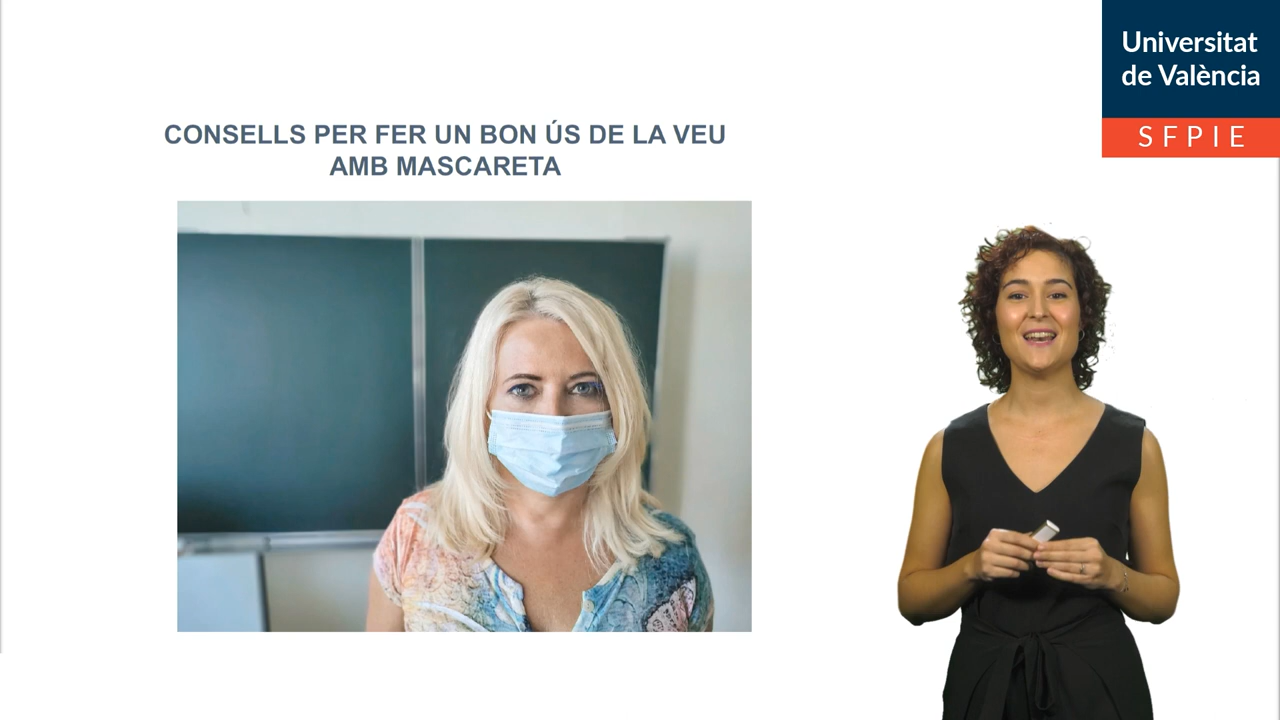 Universitat
de València
SFPIE
CONSELLS PER FER UN BON ÚS DE LA VEU
AMB MASCARETA